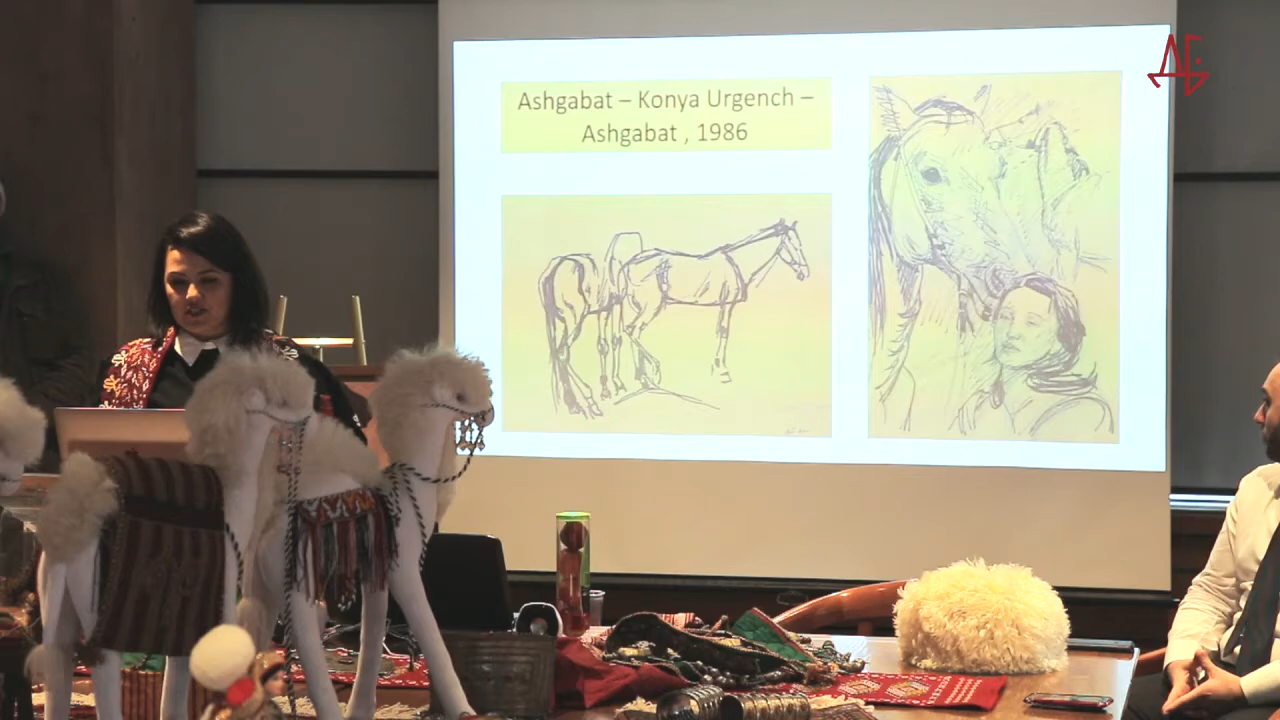 Ashgabat – Konya Urgench –
Ashgabat , 1986